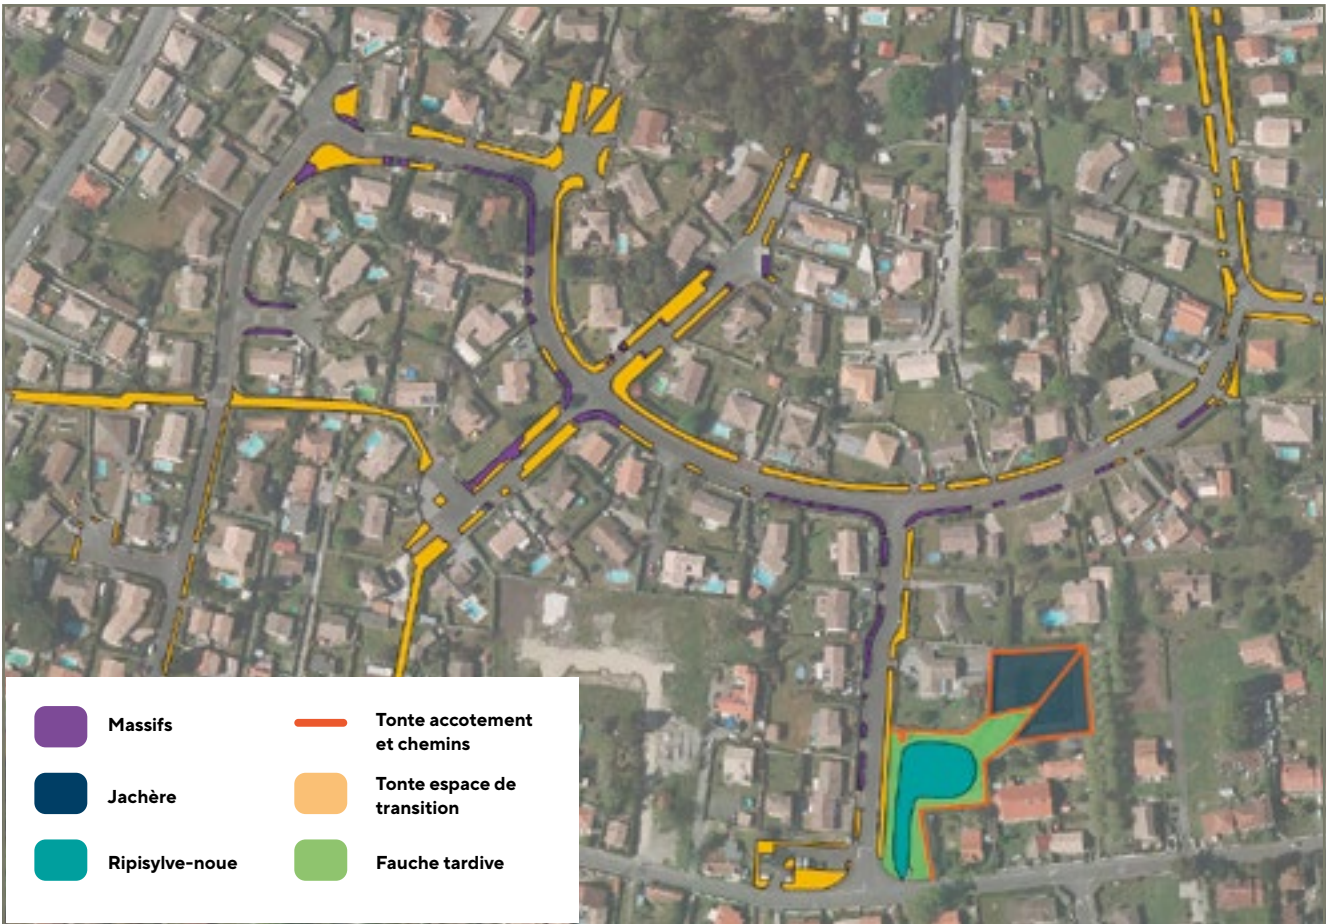 Massifs
Jachère
Ripisylve-noue
Tonte accotement
et chemins
Tonte espace de
transition
Fauche tardive